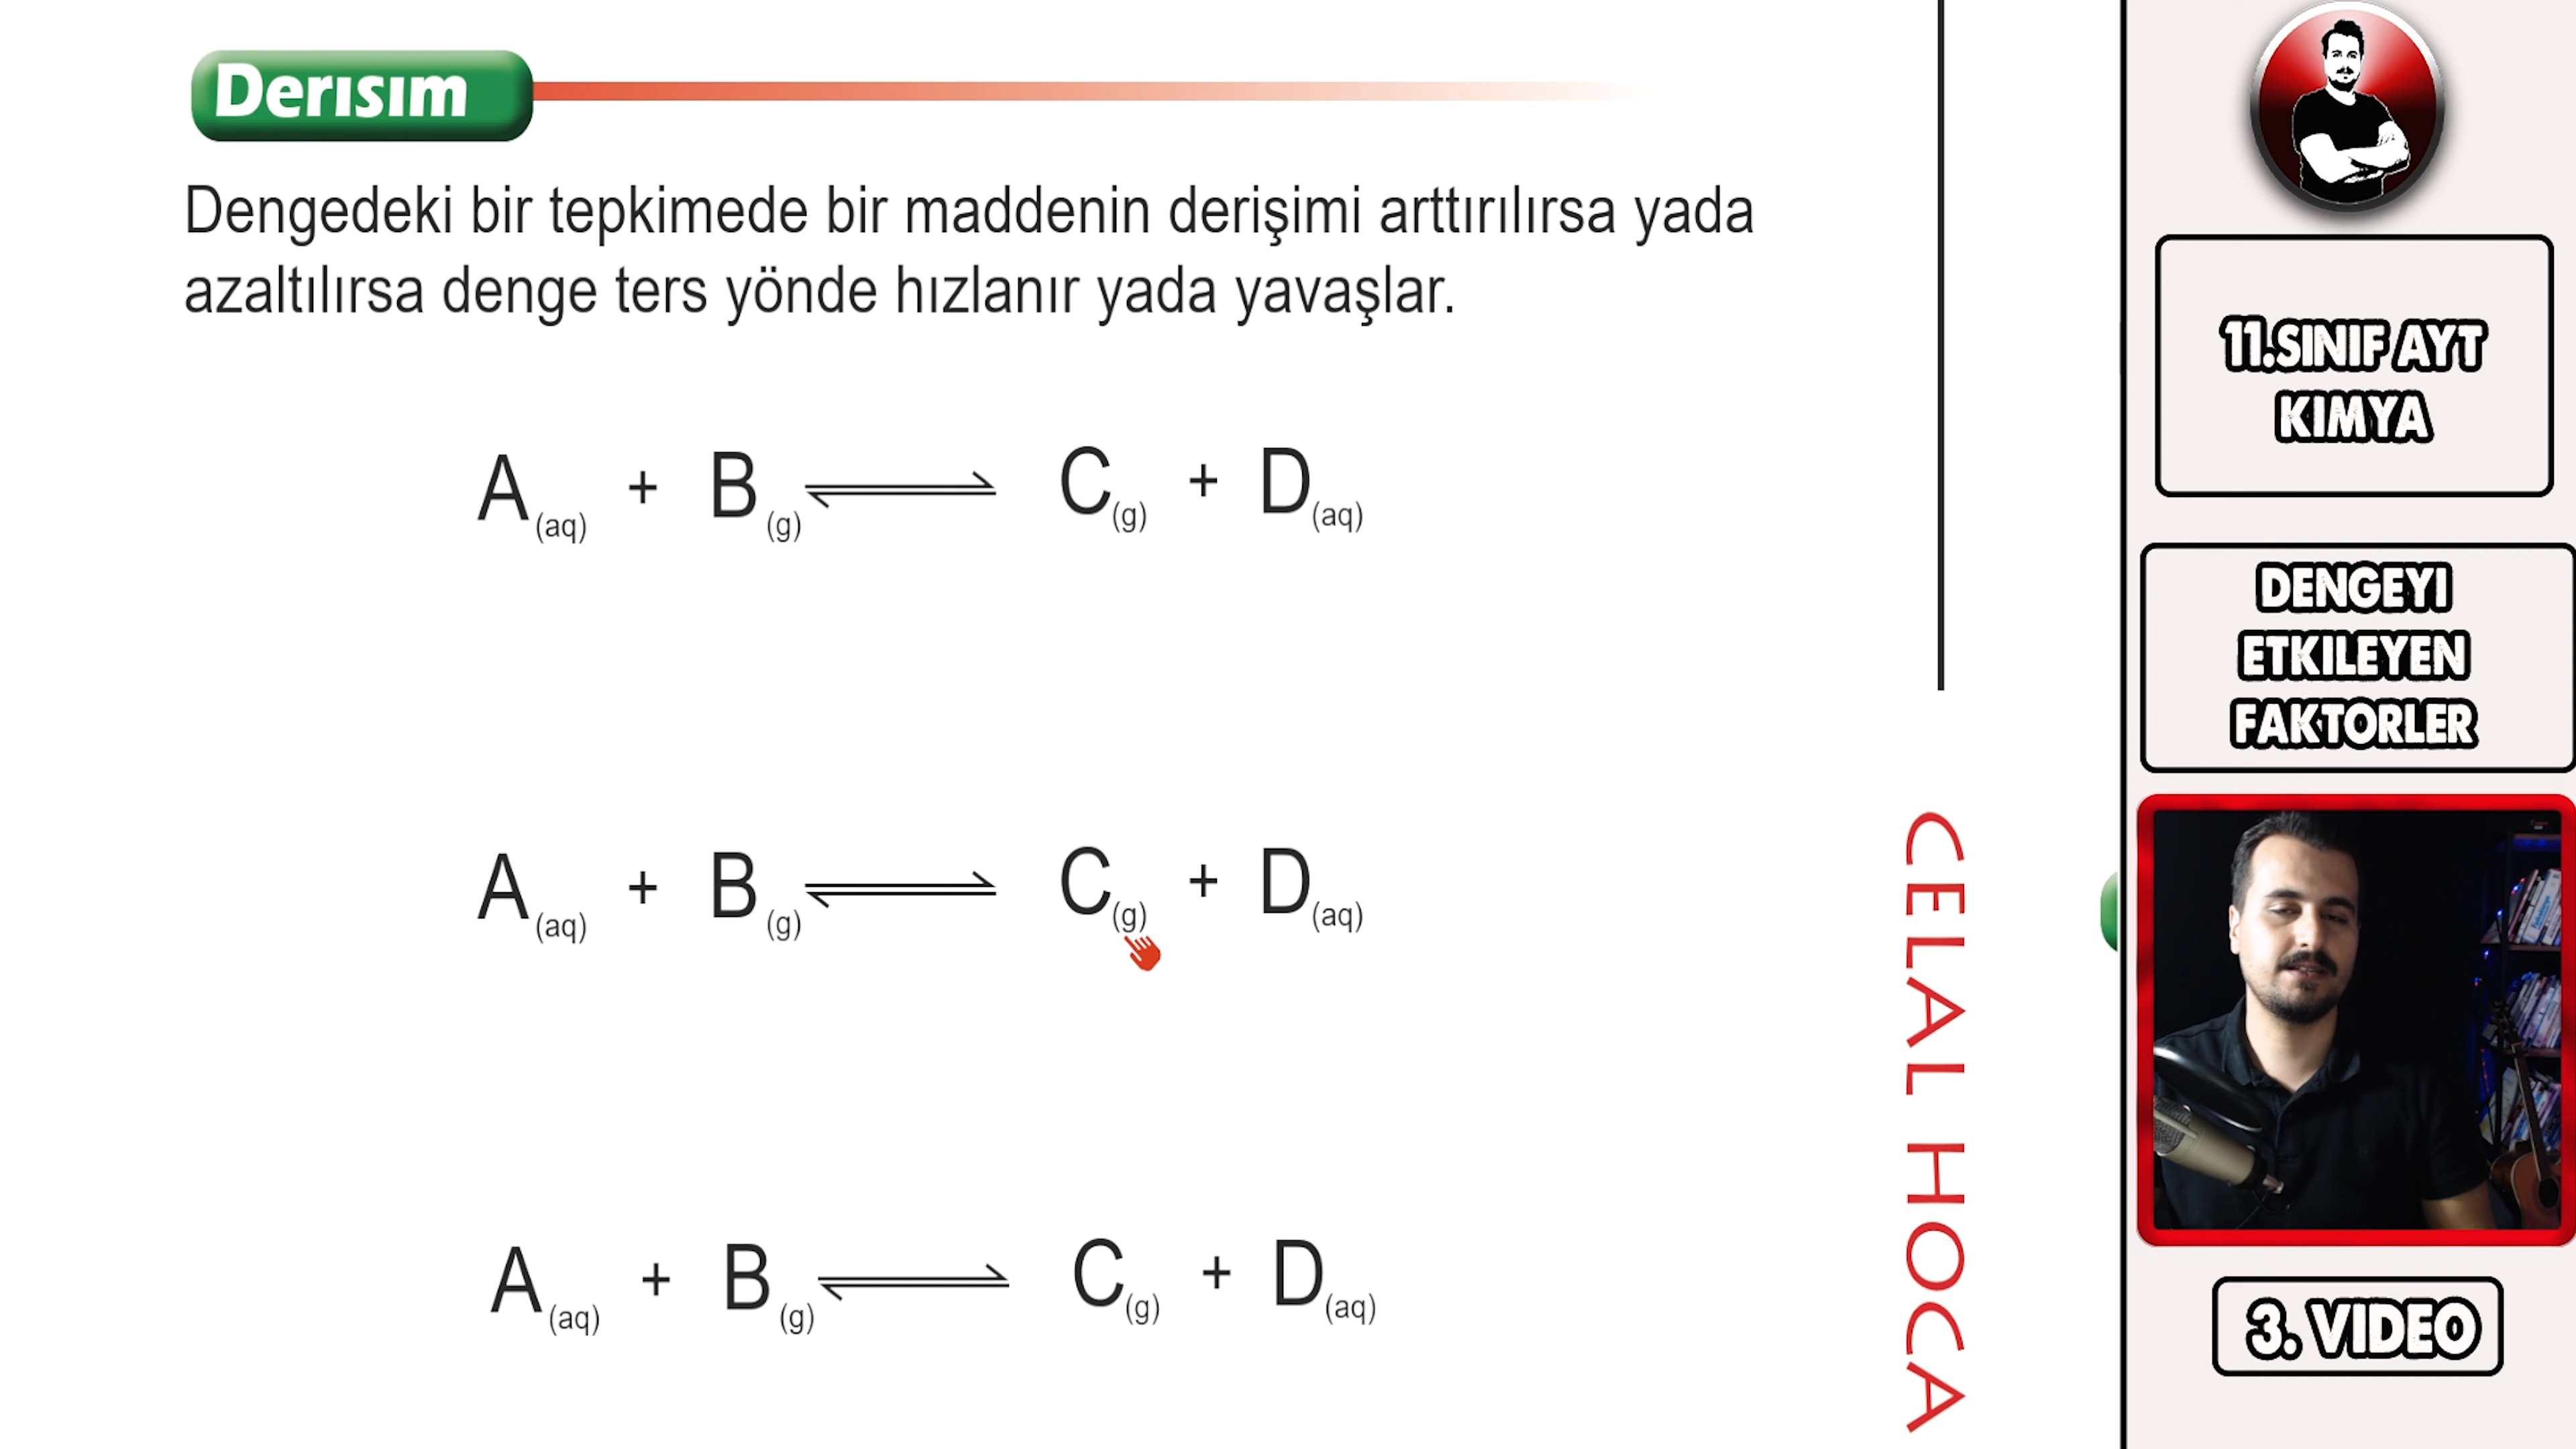 Derısım
Dengedeki bir tepkimede bir maddenin derişimi arttırılırsa yada
azaltılırsa denge ters yönde hızlanır yada yavaşlar.
A(aq) + B(g) ⇌ C(g) + D(aq)
A(aq) + B(g) ⇌ C(g) + D(aq)
A(aq) + B(g) ⇌ C(g) + D(aq)
CELAL HOCA
11.SINIF AYT
KIMYA
DENGEYI
ETKILEYEN
FAKTORLER
3. VIDEO